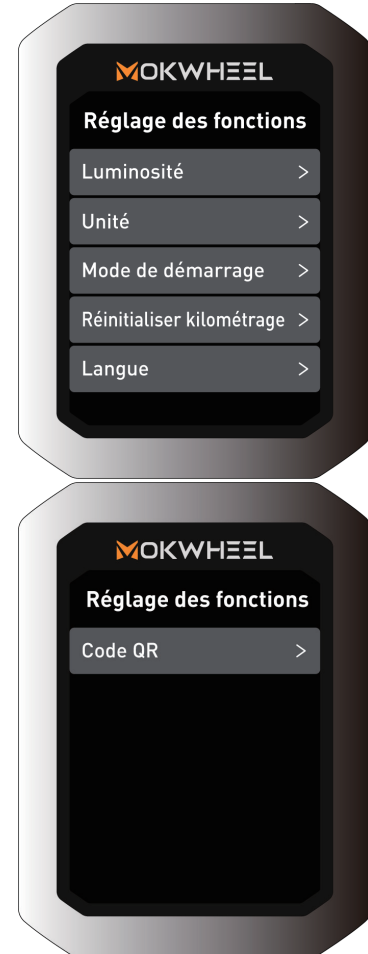 MOKWHEEL
Réglage des fonctions
Luminosité >
Unité >
Mode de démarrage >
Réinitialiser kilométrage >
Langue >
MOKWHEEL
Réglage des fonctions
Code QR >